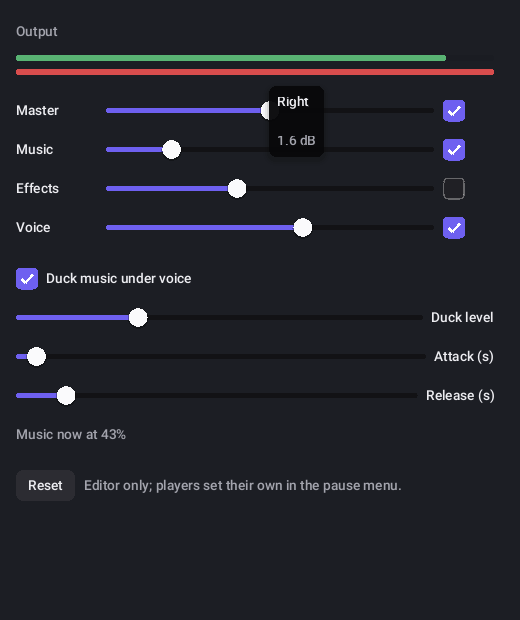 Output
Right
1.6 dB
Master
Music
Effects
Voice
Duck music under voice
Duck level
Attack (s)
Release (s)
Music now at 43%
Reset
Editor only; players set their own in the pause menu.